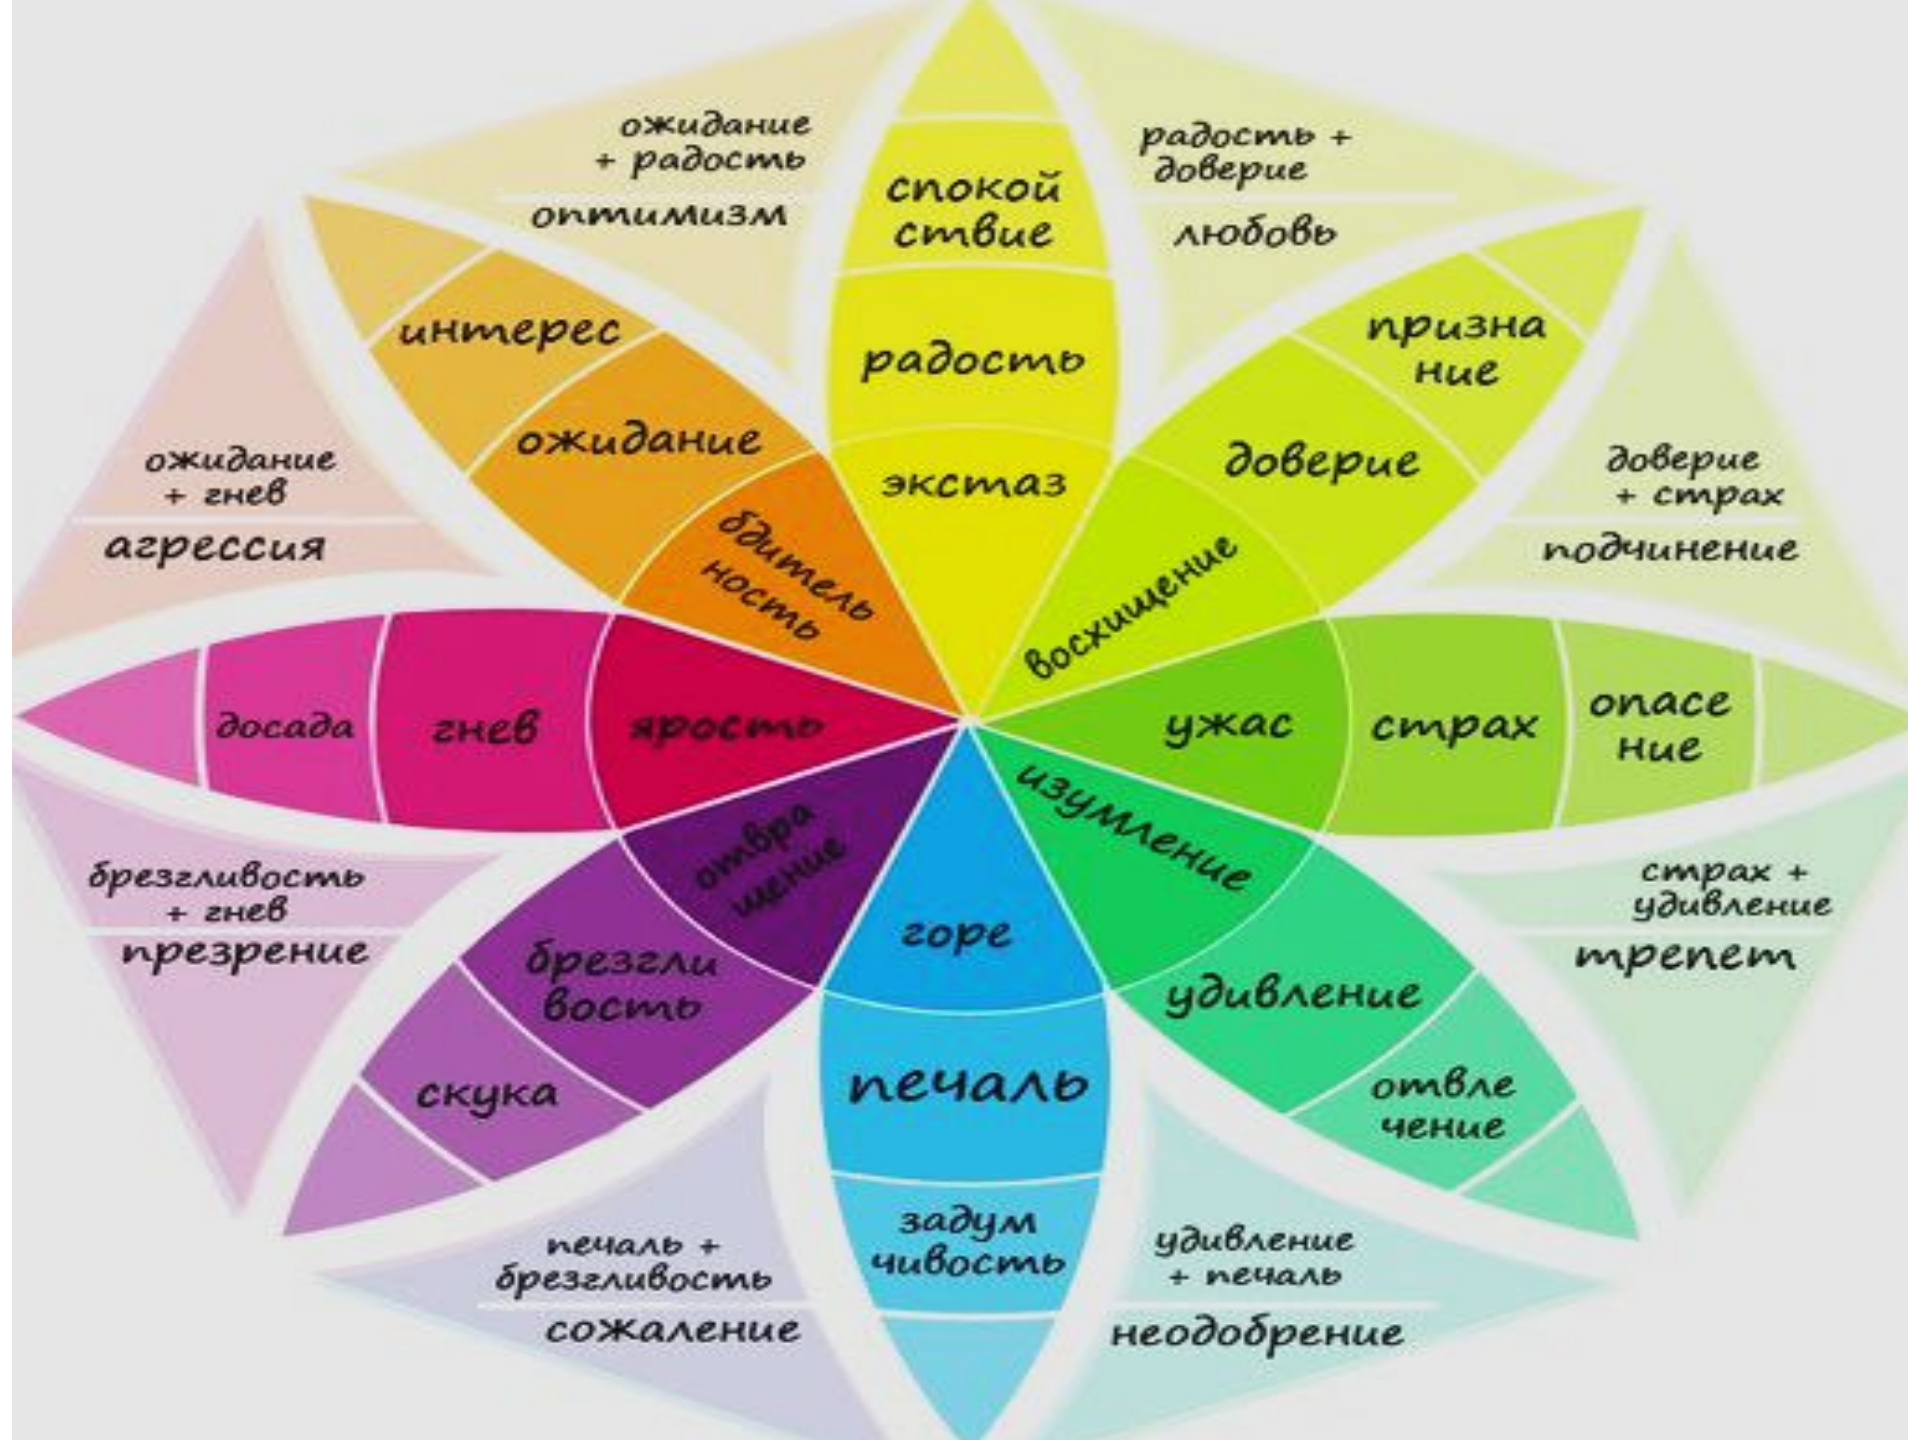 ожидание
+ радость
оптимизм
спокой
ствие
радость
экстаз
радость +
доверие
любовь
интерес
ожидание
бдитель
ность
призна
ние
доверие
восхищение
ожидание
+ гнев
агрессия
доверие
+ страх
подчинение
досада
гнев
ярость
ужас
страх
опасе
ние
брезгливость
+ гнев
презрение
отвра
щение
брезгли
вость
скука
горе
печаль
задум
чивость
изумление
удивление
отвле
чение
страх +
удивление
трепет
печаль +
брезгливость
сожаление
удивление
+ печаль
неодобрение